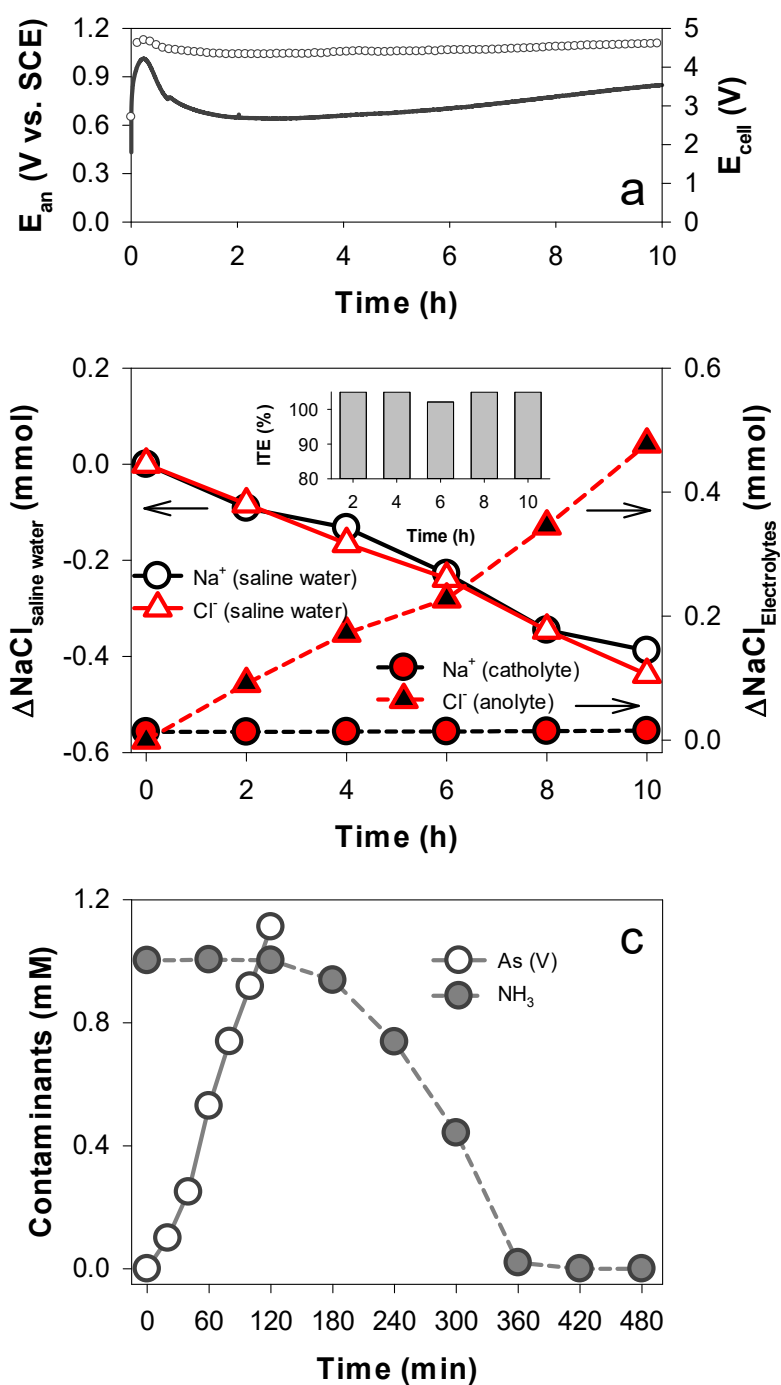 1.2
0.9
0.6
0.3
0.0
E_an (V vs. SCE)
5
4
3
2
1
0
E_cell (V)
a
0 2 4 6 8 10
Time (h)
0.2
0.0
-0.2
-0.4
-0.6
ΔNaCl_saline water (mmol)
0.6
0.4
0.2
0.0
ΔNaCl_Electrolytes (mmol)
ITE (%)
100
90
80
2 4 6 8 10
Time (h)
Na⁺ (saline water)
Cl⁻ (saline water)
Na⁺ (catholyte)
Cl⁻ (anolyte)
0 2 4 6 8 10
Time (h)
1.2
0.8
0.4
0.0
Contaminants (mM)
c
As (V)
NH₃
0 60 120 180 240 300 360 420 480
Time (min)